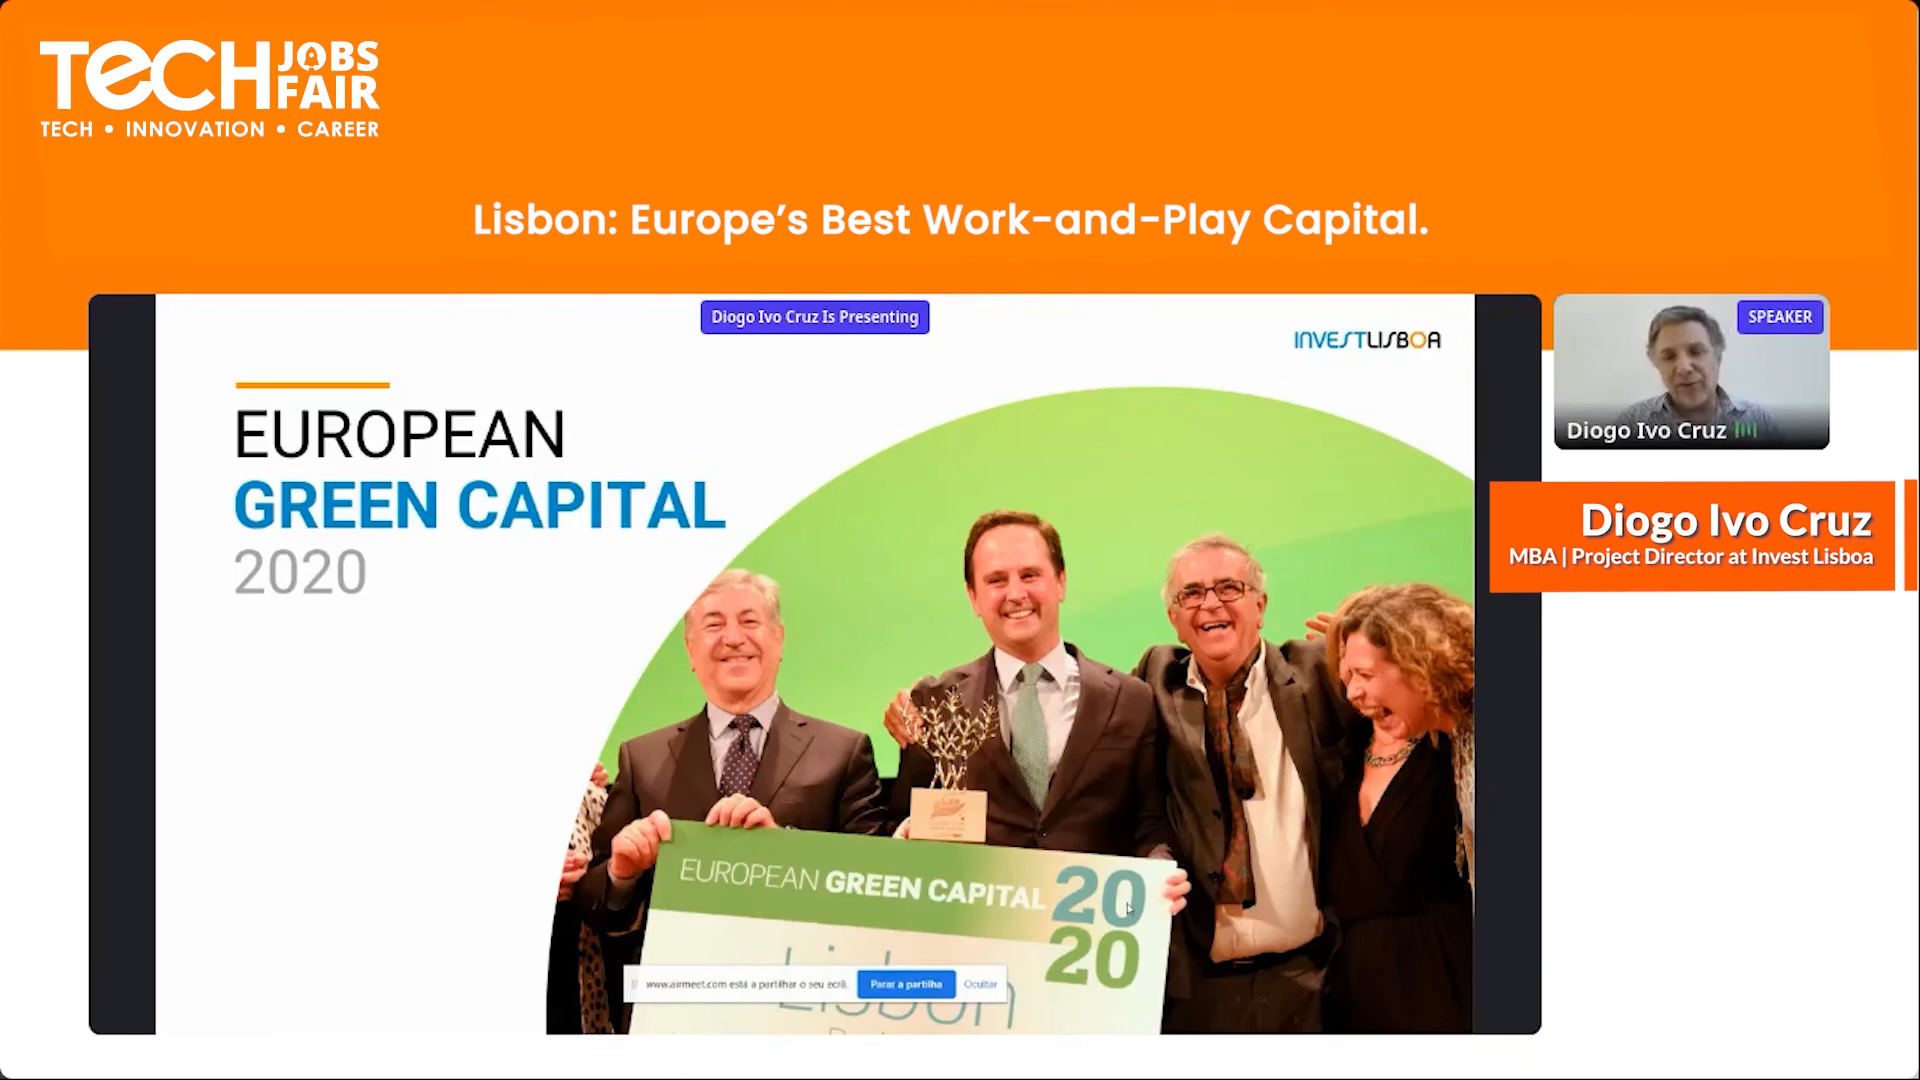 TECH JOBS FAIR
TECH • INNOVATION • CAREER
Lisbon: Europe's Best Work-and-Play Capital.
Diogo Ivo Cruz Is Presenting
INVESTLISBOA
EUROPEAN
GREEN CAPITAL
2020
SPEAKER
Diogo Ivo Cruz
Diogo Ivo Cruz
MBA | Project Director at Invest Lisboa
EUROPEAN GREEN CAPITAL 20
20
Lisbon
www.airmeet.com está a partilhar o seu ecrã.
Parar a partilha
Ocultar